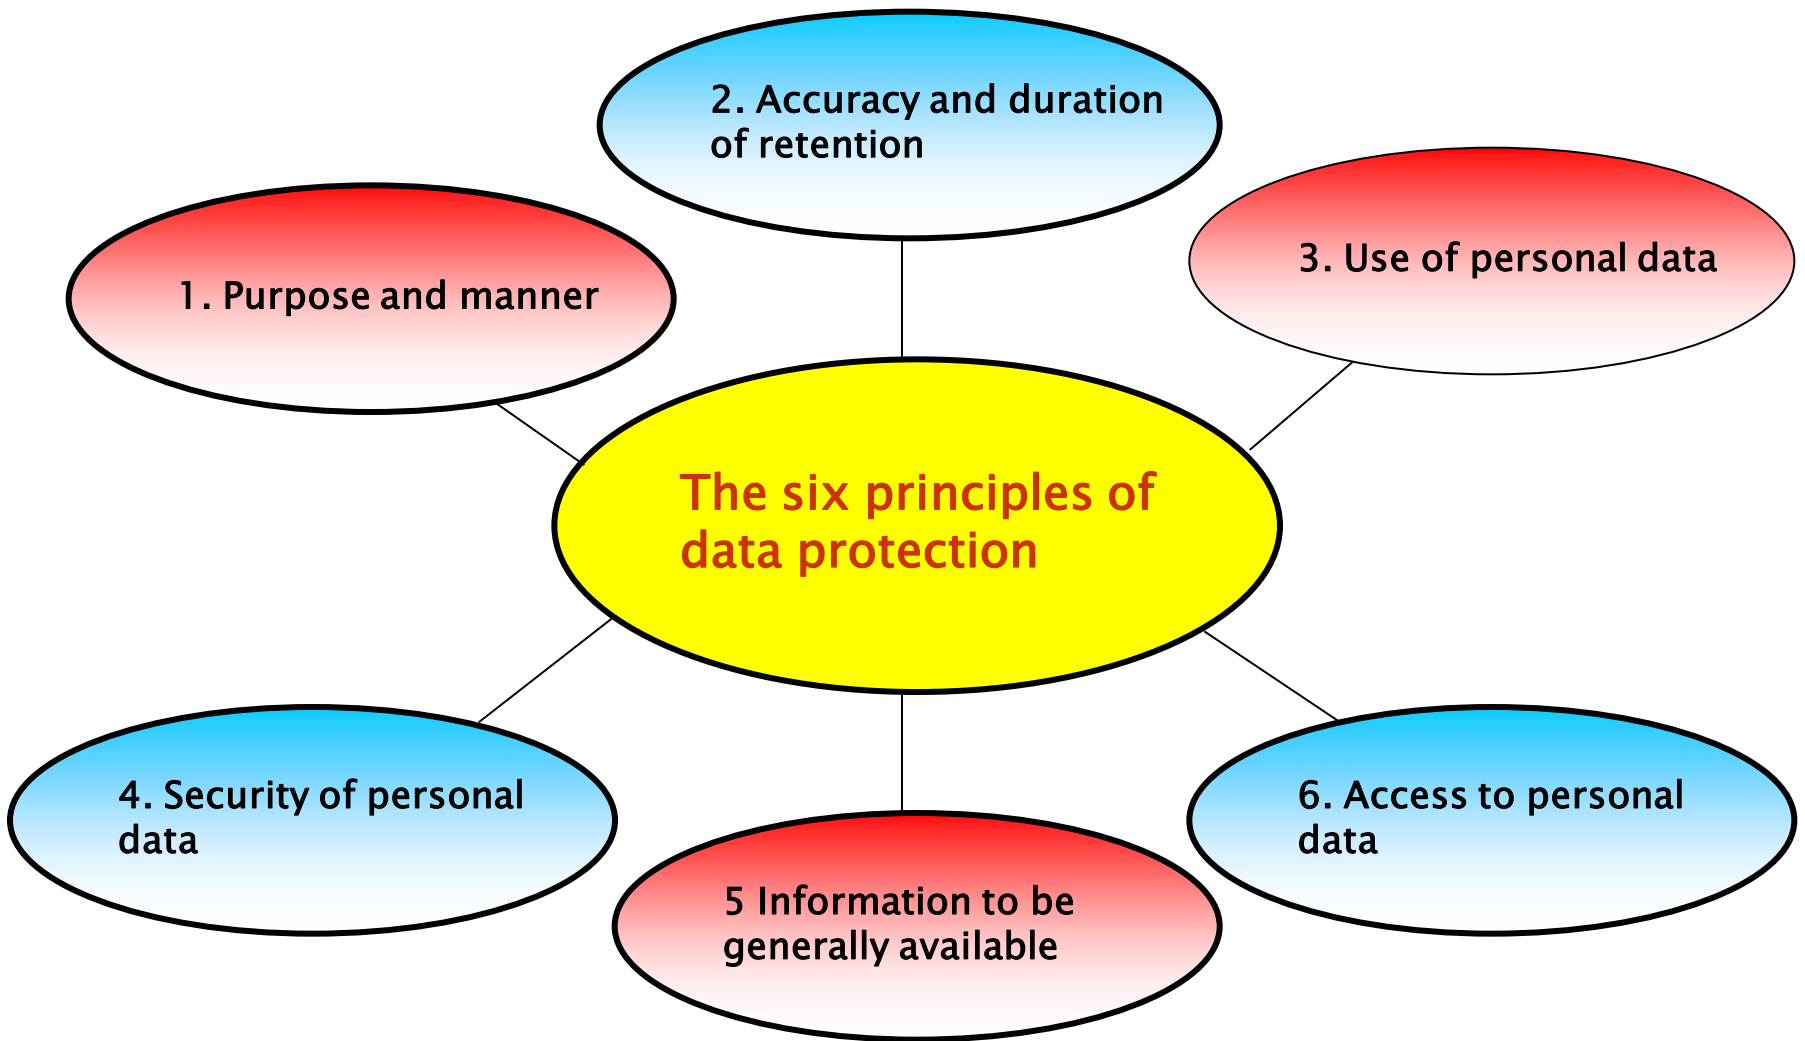 2. Accuracy and duration
of retention
1. Purpose and manner
3. Use of personal data
The six principles of
data protection
4. Security of personal
data
5 Information to be
generally available
6. Access to personal
data